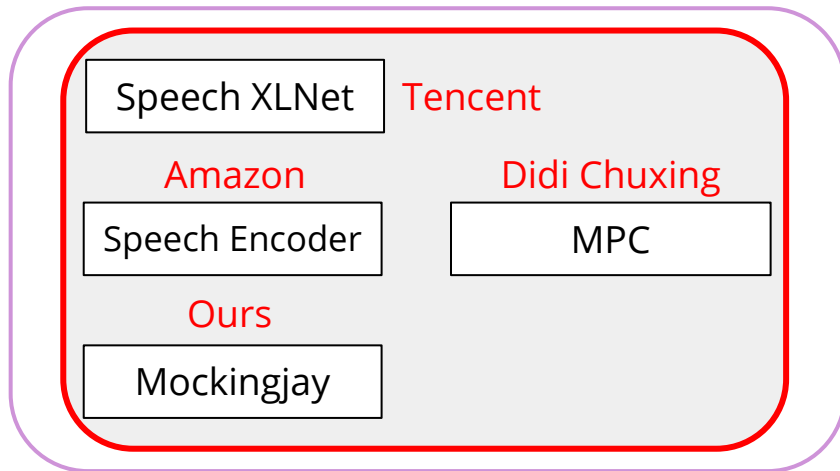 Speech XLNet Tencent
Amazon Didi Chuxing
Speech Encoder MPC
Ours
Mockingjay